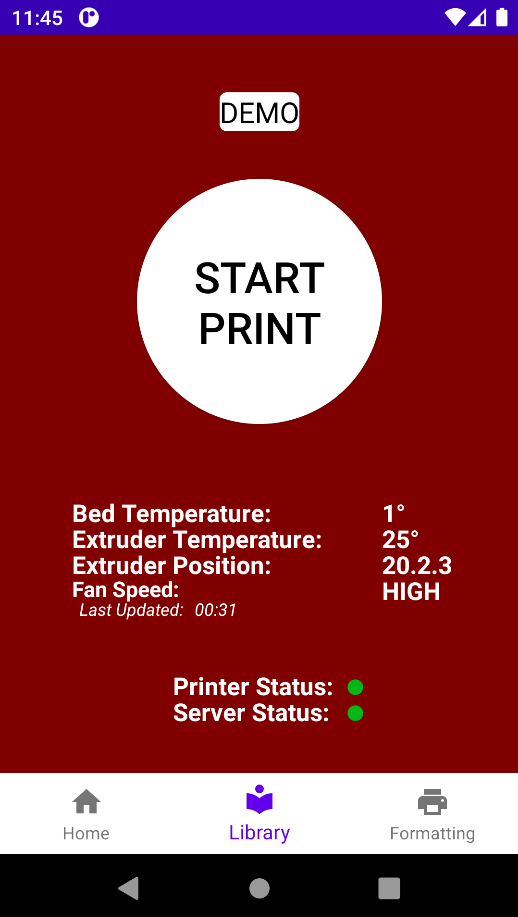 11:45
DEMO
START
PRINT
Bed Temperature: 1°
Extruder Temperature: 25°
Extruder Position: 20.2.3
Fan Speed: HIGH
Last Updated: 00:31
Printer Status:
Server Status:
Home Library Formatting